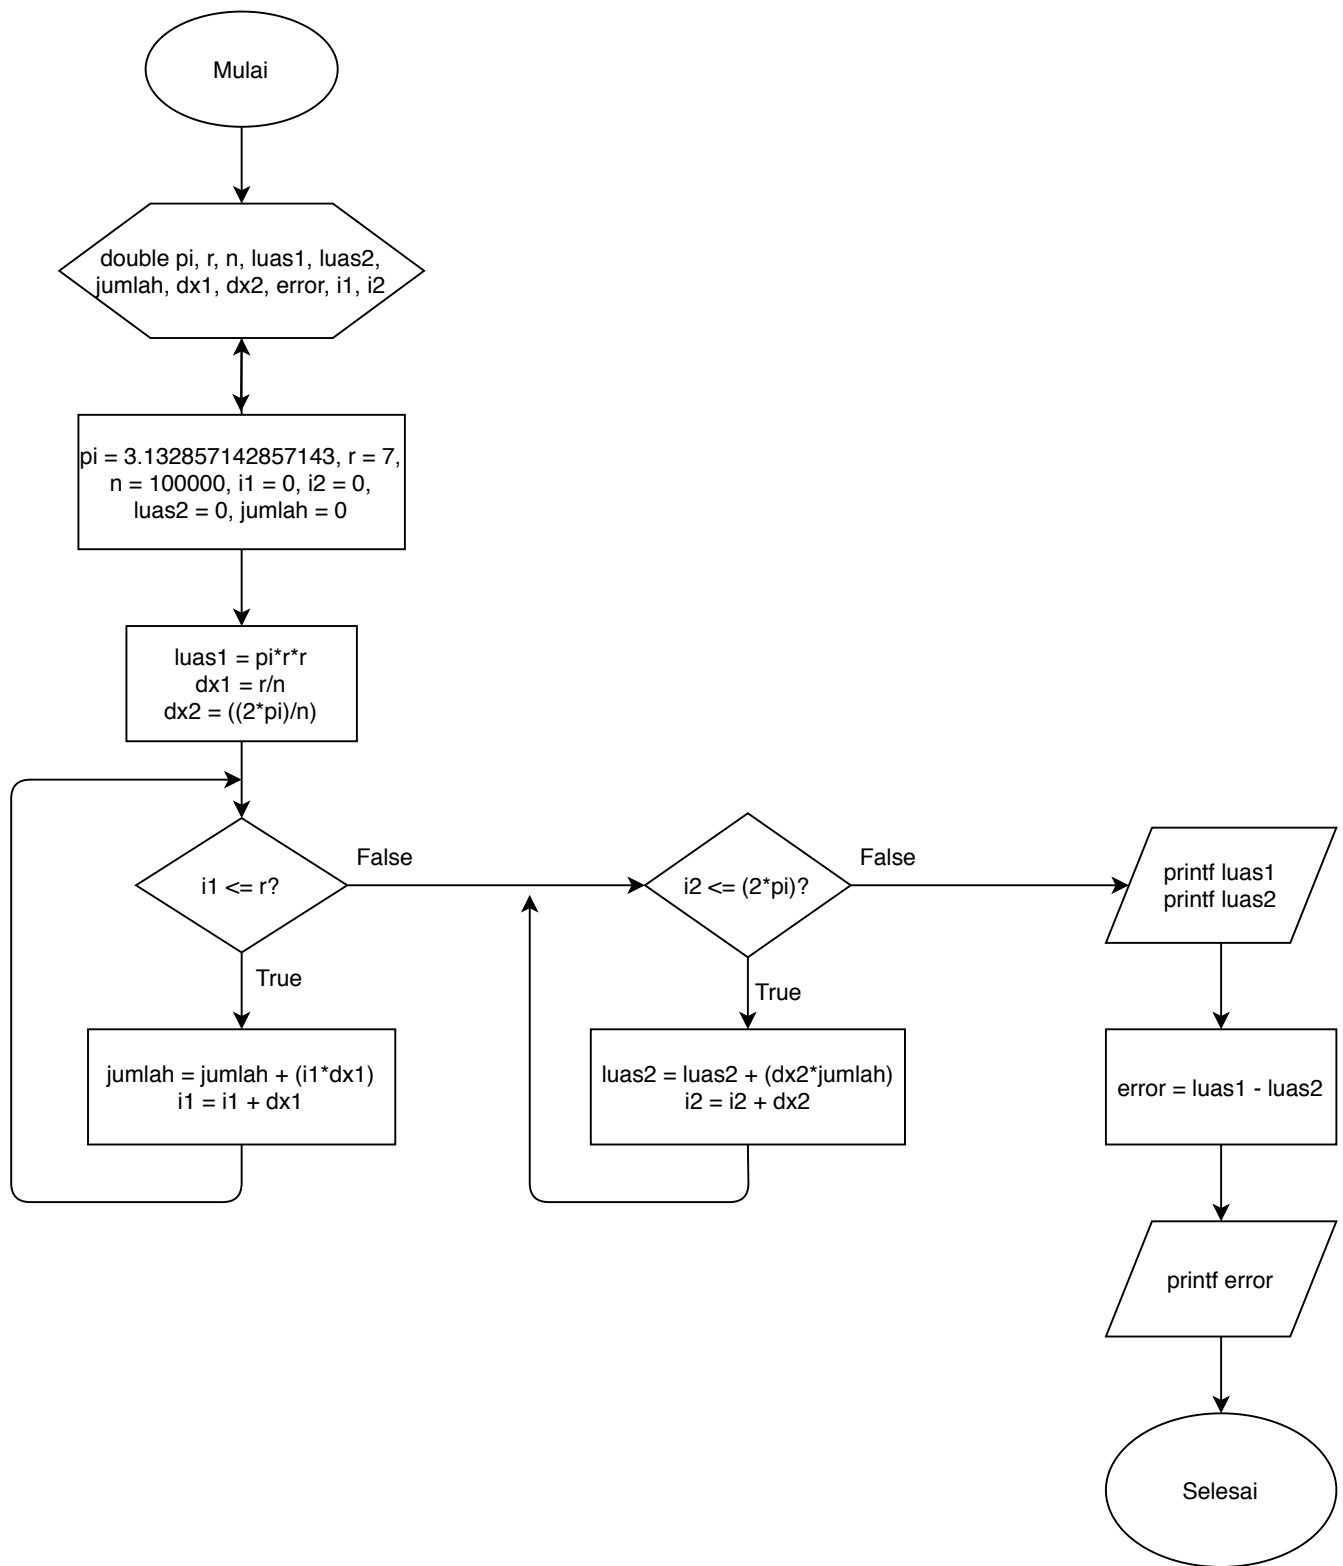 Mulai
double pi, r, n, luas1, luas2,
jumlah, dx1, dx2, error, i1, i2
pi = 3.132857142857143, r = 7,
n = 100000, i1 = 0, i2 = 0,
luas2 = 0, jumlah = 0
luas1 = pi*r*r
dx1 = r/n
dx2 = ((2*pi)/n)
i1 <= r?
False
True
jumlah = jumlah + (i1*dx1)
i1 = i1 + dx1
i2 <= (2*pi)?
False
True
luas2 = luas2 + (dx2*jumlah)
i2 = i2 + dx2
printf luas1
printf luas2
error = luas1 - luas2
printf error
Selesai